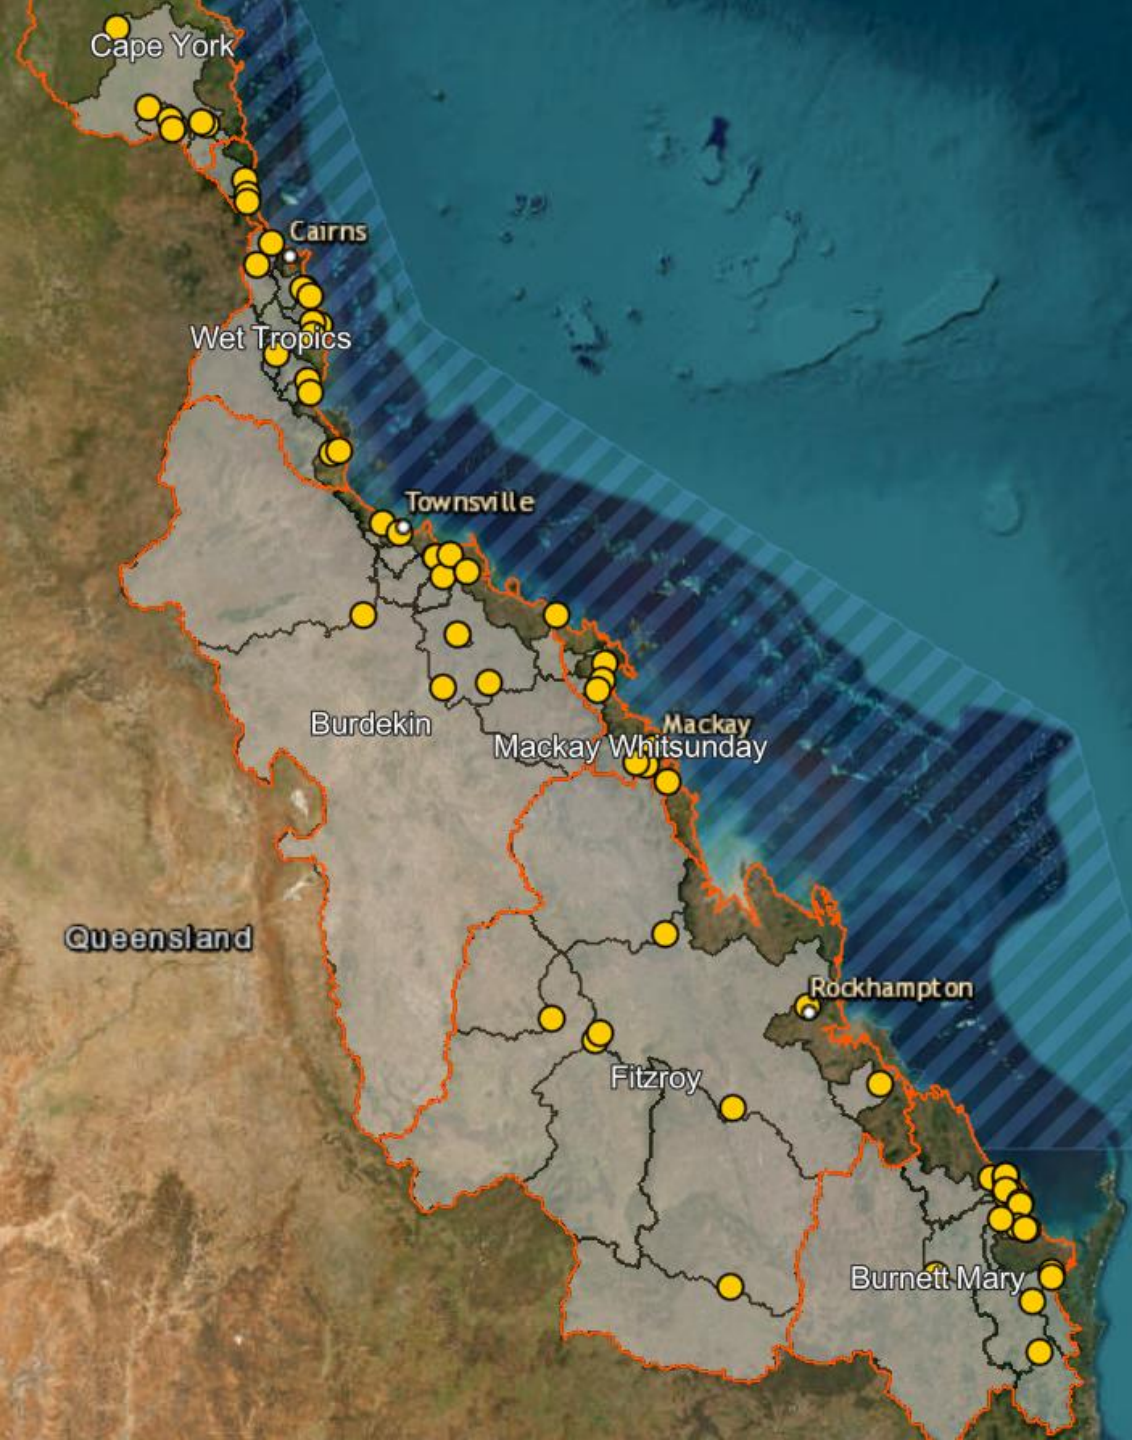 Cape York
Cairns
Wet Tropics
Townsville
Burdekin
Mackay
Mackay Whitsunday
Queensland
Rockhampton
Fitzroy
Burnett Mary